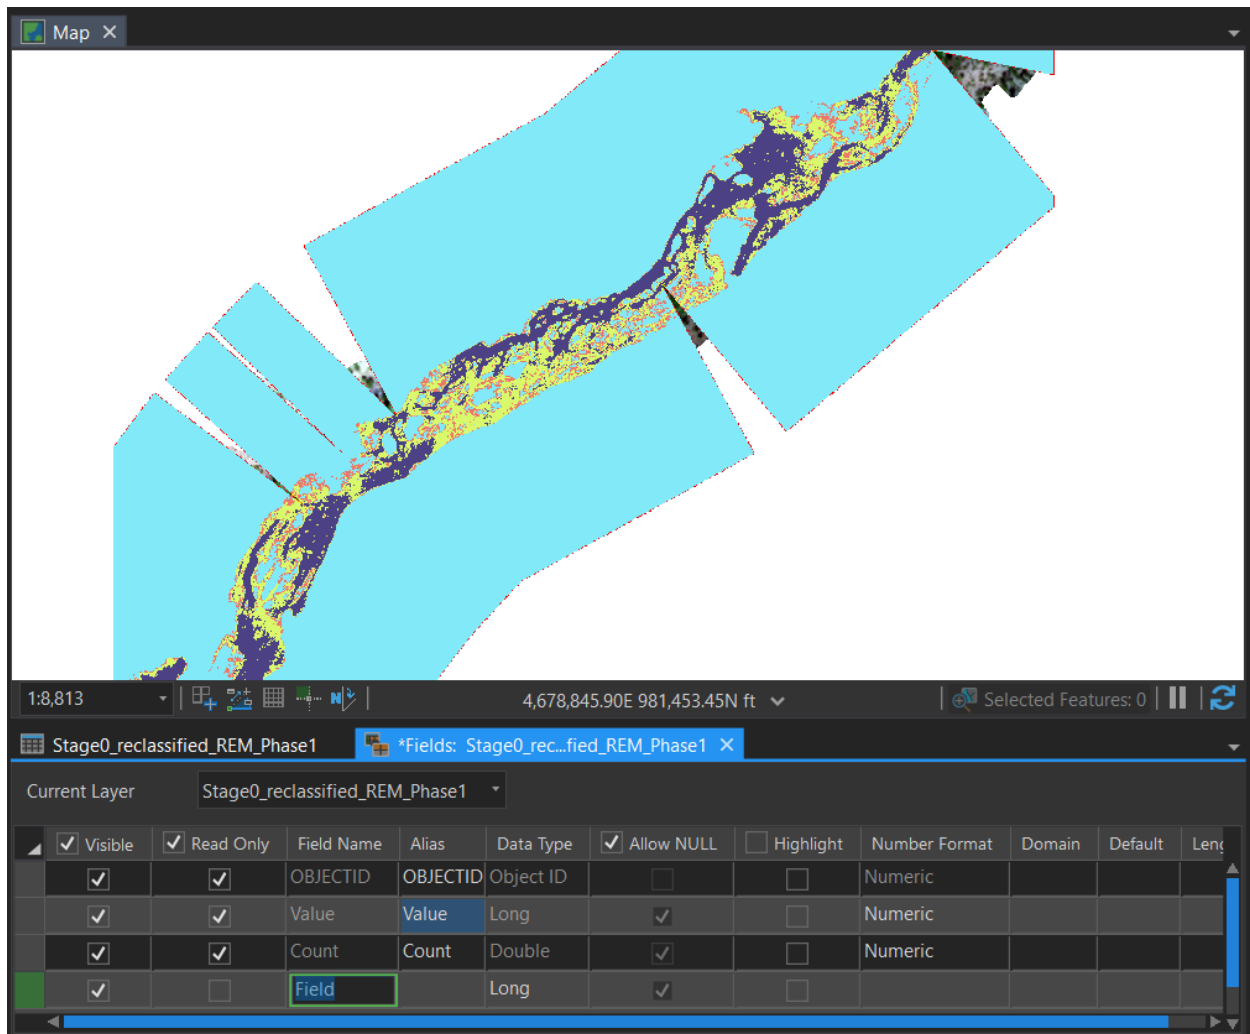 Map
1:8,813
4,678,845.90E 981,453.45N ft
Selected Features: 0
Stage0_reclassified_REM_Phase1
*Fields: Stage0_rec...fied_REM_Phase1
Current Layer Stage0_reclassified_REM_Phase1
Visible Read Only Field Name Alias Data Type Allow NULL Highlight Number Format Domain Default Leng
OBJECTID OBJECTID Object ID Numeric
Value Value Long Numeric
Count Count Double Numeric
Field Long